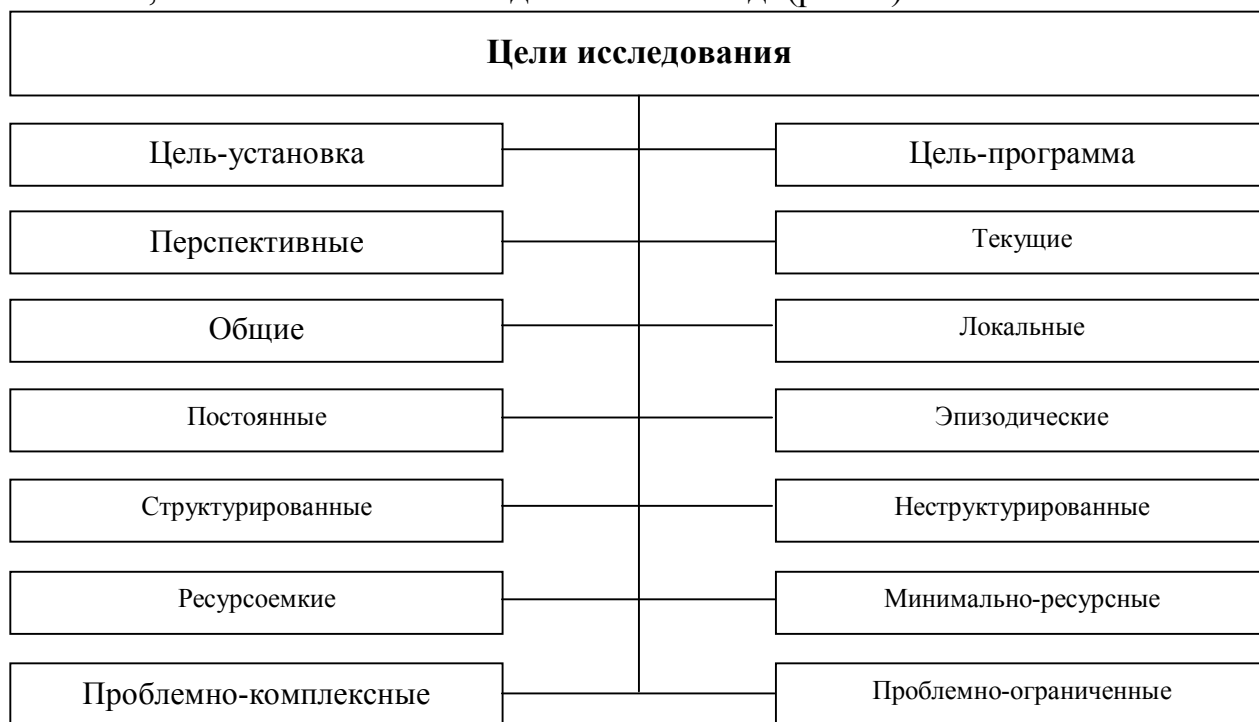 Цели исследования
Цель-установка Цель-программа
Перспективные Текущие
Общие Локальные
Постоянные Эпизодические
Структурированные Неструктурированные
Ресурсоемкие Минимально-ресурсные
Проблемно-комплексные Проблемно-ограниченные